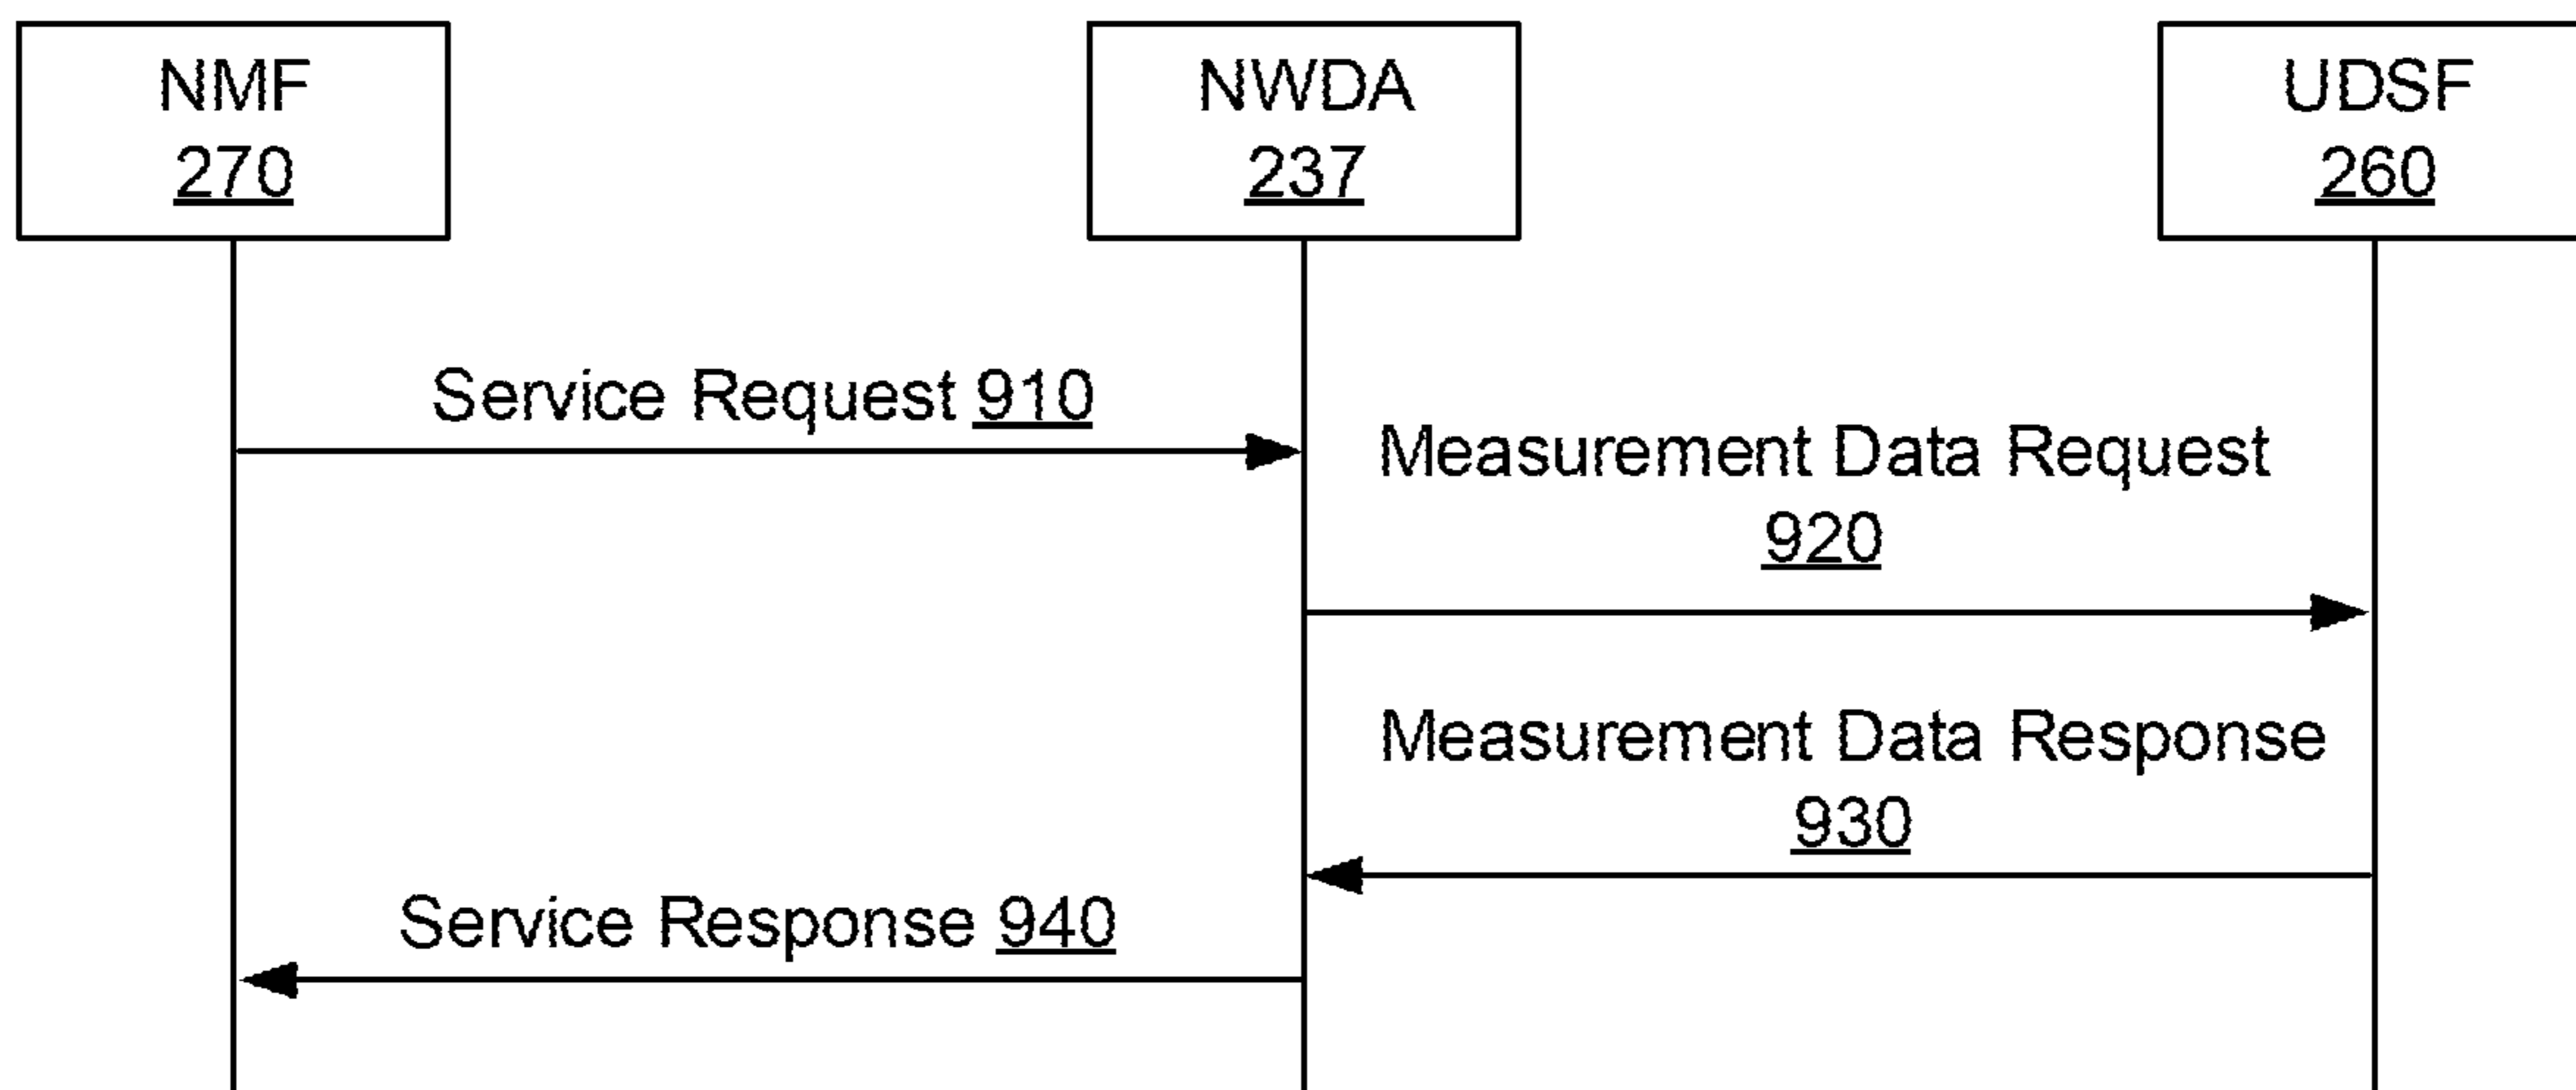 NMF
270
NWDA
237
UDSF
260
Service Request 910
Measurement Data Request
920
Measurement Data Response
930
Service Response 940